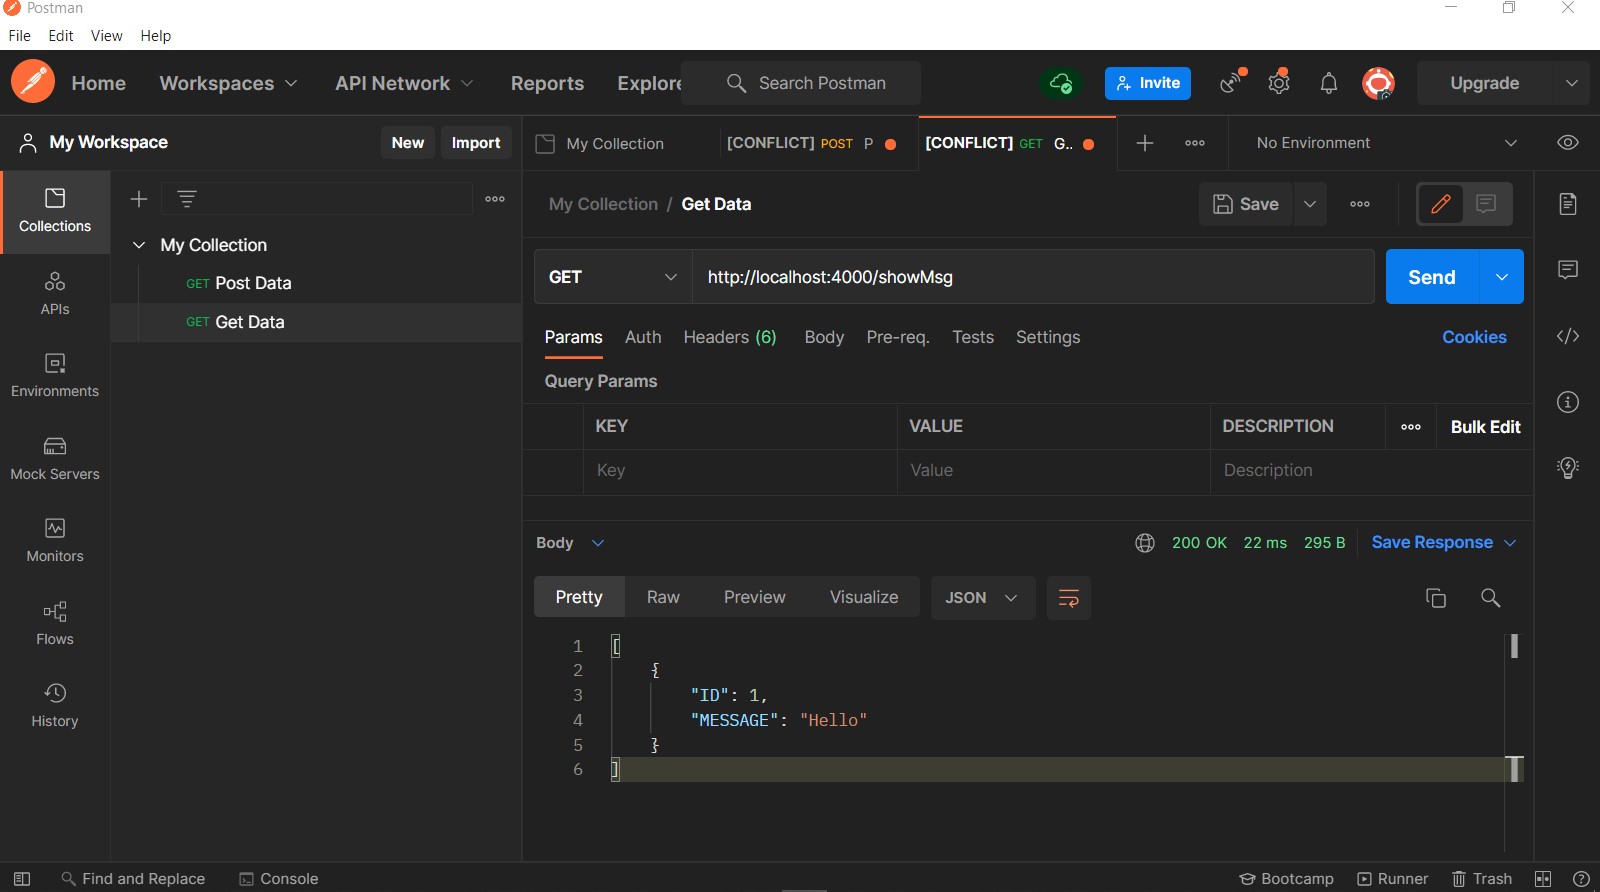 Postman
File Edit View Help
Home Workspaces API Network Reports Explore Search Postman Invite Upgrade
My Workspace New Import My Collection [CONFLICT] POST P [CONFLICT] GET G.. No Environment
Collections
My Collection / Get Data Save
My Collection
GET Post Data
GET Get Data
APIs
Environments
Mock Servers
Monitors
Flows
History
GET http://localhost:4000/showMsg Send
Params Auth Headers (6) Body Pre-req. Tests Settings Cookies
Query Params
KEY VALUE DESCRIPTION Bulk Edit
Key Value Description
Body 200 OK 22 ms 295 B Save Response
Pretty Raw Preview Visualize JSON
1 [
2 {
3 "ID": 1,
4 "MESSAGE": "Hello"
5 }
6 ]
Find and Replace Console Bootcamp Runner Trash